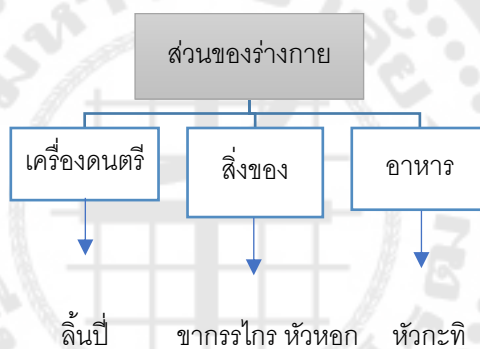 ส่วนของร่างกาย
เครื่องดนตรี สิ่งของ อาหาร
ลิ้นปี่ ขากรรไกร หัวหอก หัวกะทิ